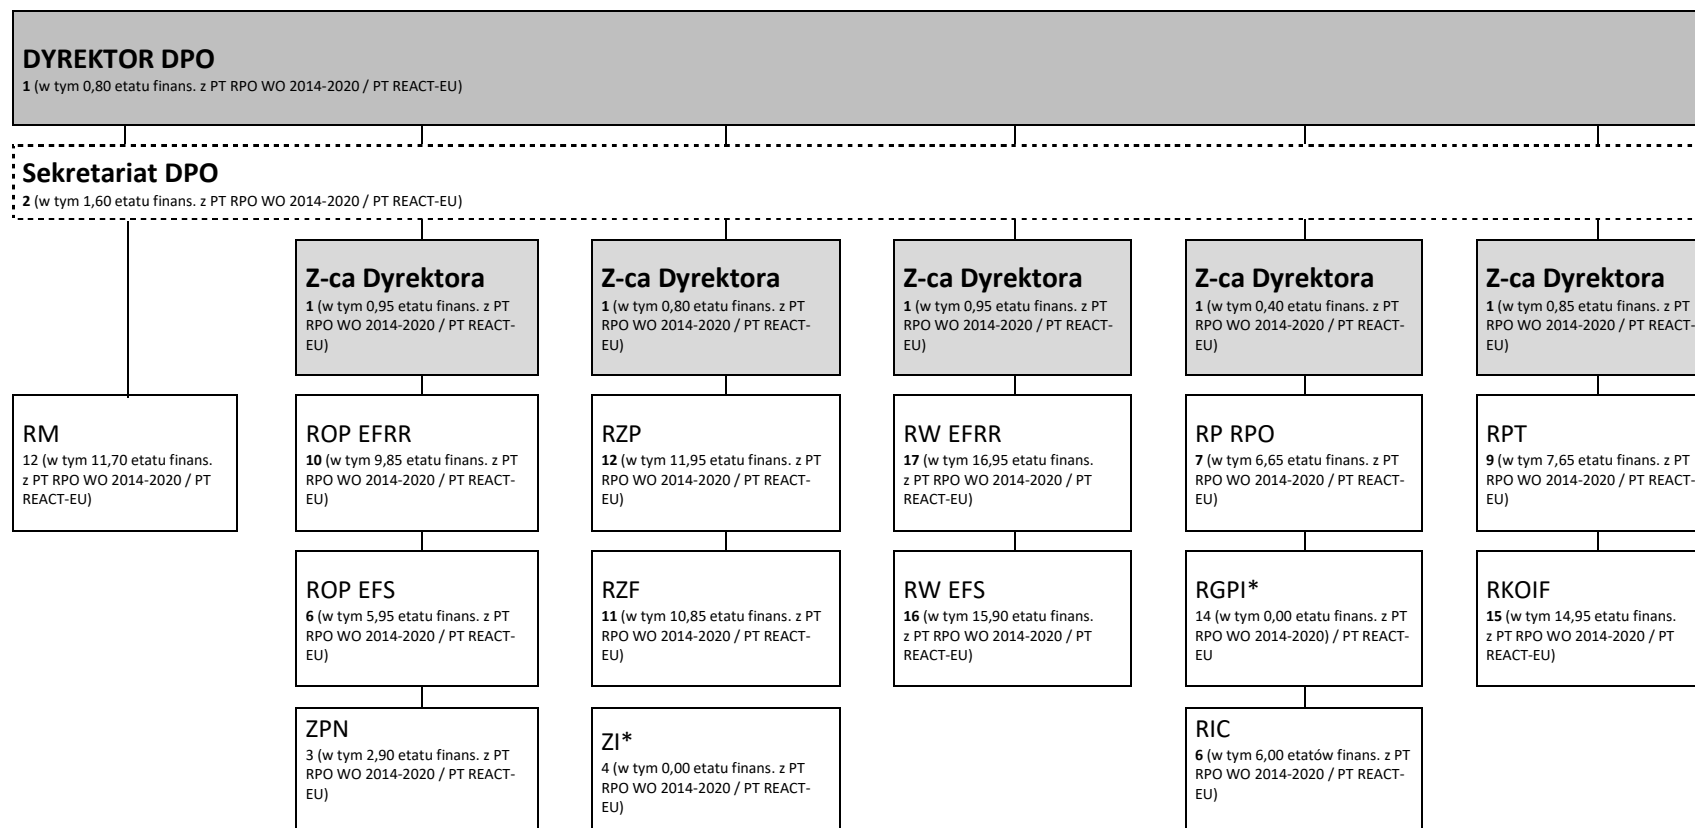 DYREKTOR DPO
1 (w tym 0,80 etatu finans. z PT RPO WO 2014-2020 / PT REACT-EU)
Sekretariat DPO
2 (w tym 1,60 etatu finans. z PT RPO WO 2014-2020 / PT REACT-EU)
Z-ca Dyrektora
1 (w tym 0,95 etatu finans. z PT
RPO WO 2014-2020 / PT REACT-
EU)
Z-ca Dyrektora
1 (w tym 0,80 etatu finans. z PT
RPO WO 2014-2020 / PT REACT-
EU)
Z-ca Dyrektora
1 (w tym 0,95 etatu finans. z PT
RPO WO 2014-2020 / PT REACT-
EU)
Z-ca Dyrektora
1 (w tym 0,40 etatu finans. z PT
RPO WO 2014-2020 / PT REACT-
EU)
Z-ca Dyrektora
1 (w tym 0,85 etatu finans. z PT
RPO WO 2014-2020 / PT REACT-
EU)
RM
12 (w tym 11,70 etatu finans.
z PT RPO WO 2014-2020 / PT
REACT-EU)
ROP EFRR
10 (w tym 9,85 etatu finans. z PT
RPO WO 2014-2020 / PT REACT-
EU)
RZP
12 (w tym 11,95 etatu finans. z PT
RPO WO 2014-2020 / PT REACT-
EU)
RW EFRR
17 (w tym 16,95 etatu finans.
z PT RPO WO 2014-2020 / PT
REACT-EU)
RP RPO
7 (w tym 6,65 etatu finans. z PT
RPO WO 2014-2020 / PT REACT-
EU)
RPT
9 (w tym 7,65 etatu finans. z PT
RPO WO 2014-2020 / PT REACT-
EU)
ROP EFS
6 (w tym 5,95 etatu finans. z PT
RPO WO 2014-2020 / PT REACT-
EU)
RZF
11 (w tym 10,85 etatu finans. z PT
RPO WO 2014-2020 / PT REACT-
EU)
RW EFS
16 (w tym 15,90 etatu finans.
z PT RPO WO 2014-2020 / PT
REACT-EU)
RGPI*
14 (w tym 0,00 etatu finans. z PT
RPO WO 2014-2020) / PT REACT-
EU
RKOIF
15 (w tym 14,95 etatu finans.
z PT RPO WO 2014-2020 / PT
REACT-EU)
ZPN
3 (w tym 2,90 etatu finans. z PT
RPO WO 2014-2020 / PT REACT-
EU)
ZI*
4 (w tym 0,00 etatu finans. z PT
RPO WO 2014-2020 / PT REACT-
EU)
RIC
6 (w tym 6,00 etatów finans. z PT
RPO WO 2014-2020 / PT REACT-
EU)